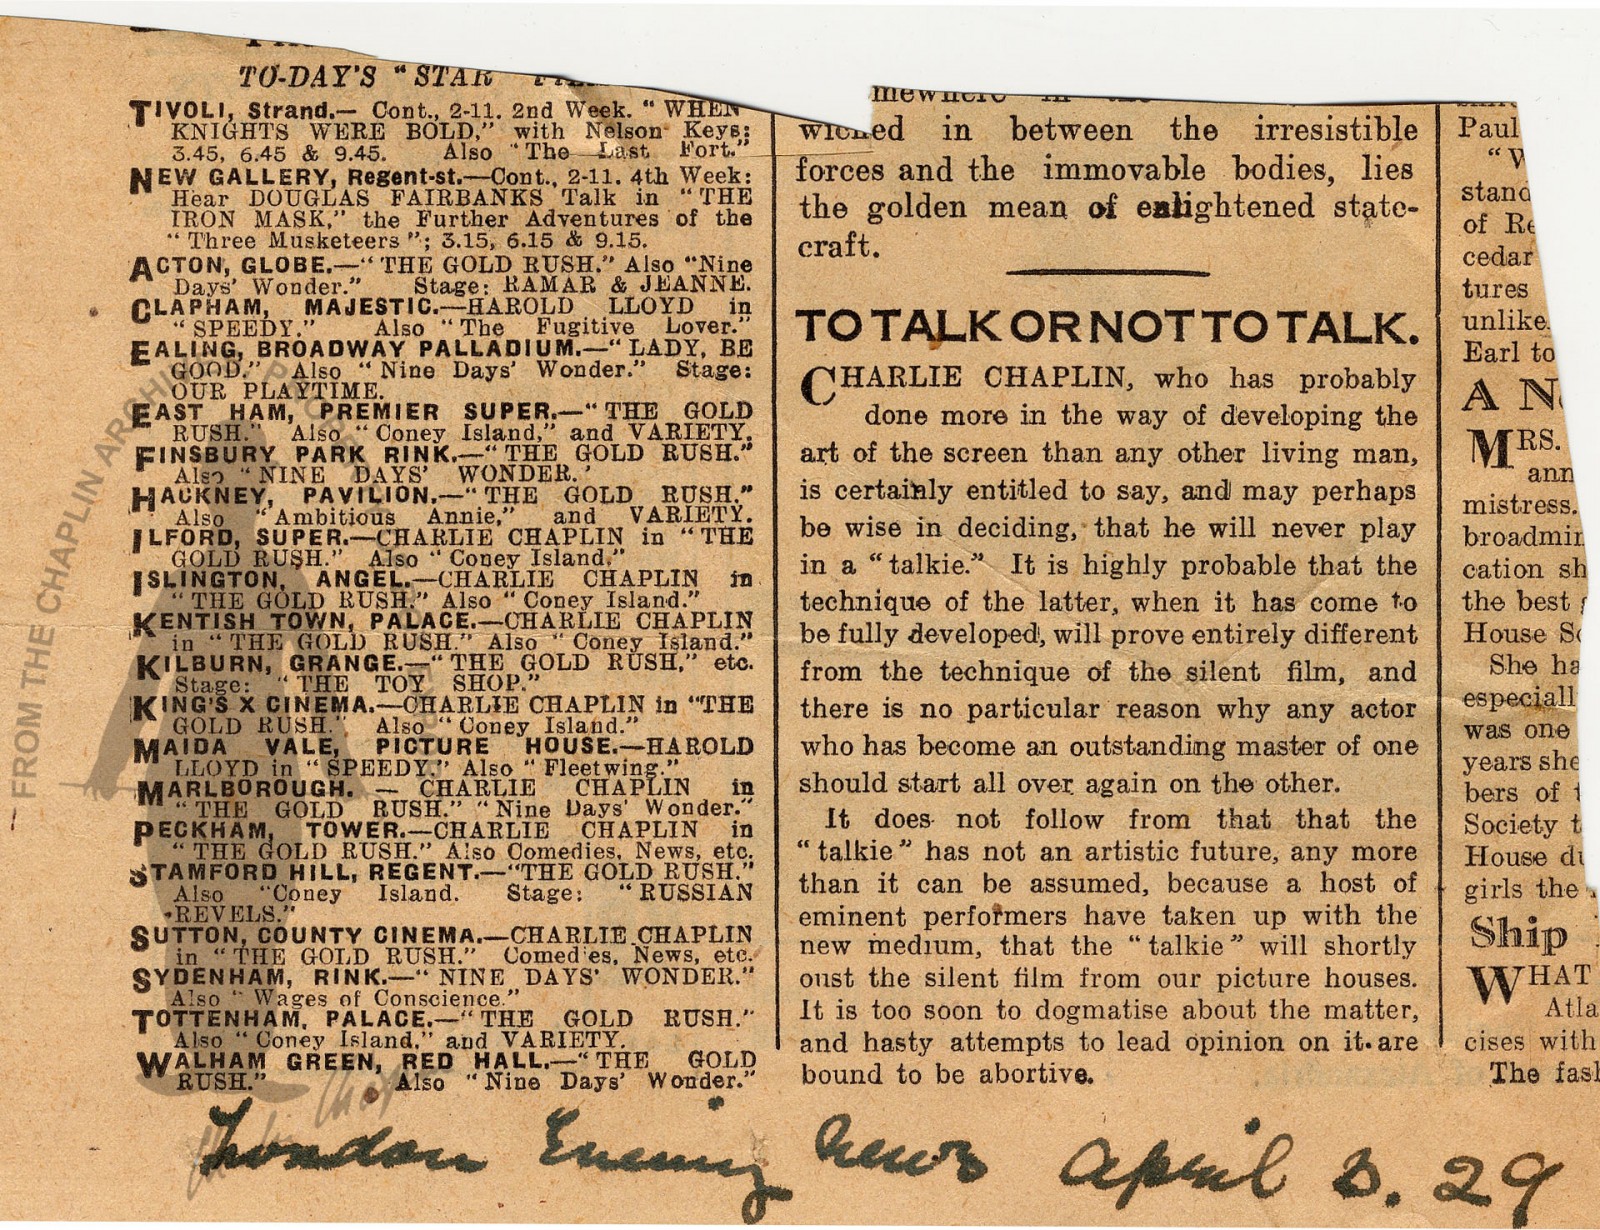 TO-DAY'S "STAR
TIVOLI, Strand.— Cont., 2-11. 2nd Week. "WHEN
KNIGHTS WERE BOLD," with Nelson Keys:
3.45, 6.45 & 9.45. Also "The Last Fort."
NEW GALLERY, Regent-st.—Cont., 2-11. 4th Week:
Hear DOUGLAS FAIRBANKS Talk in "THE
IRON MASK," the Further Adventures of the
"Three Musketeers"; 3.15, 6.15 & 9.15.
ACTON, GLOBE.—"THE GOLD RUSH." Also "Nine
Days' Wonder." Stage: RAMAR & JEANNE.
CLAPHAM, MAJESTIC.—HAROLD LLOYD in
"SPEEDY." Also "The Fugitive Lover."
EALING, BROADWAY PALLADIUM.—"LADY, BE
GOOD." Also "Nine Days' Wonder." Stage:
OUR PLAYTIME.
EAST HAM, PREMIER SUPER.—"THE GOLD
RUSH." Also "Coney Island," and VARIETY.
FINSBURY PARK RINK.—"THE GOLD RUSH."
Also "NINE DAYS' WONDER.'
HACKNEY, PAVILION.—"THE GOLD RUSH."
Also "Ambitious Annie," and VARIETY.
ILFORD, SUPER.—CHARLIE CHAPLIN in "THE
GOLD RUSH." Also "Coney Island."
ISLINGTON, ANGEL.—CHARLIE CHAPLIN in
"THE GOLD RUSH." Also "Coney Island."
KENTISH TOWN, PALACE.—CHARLIE CHAPLIN
in "THE GOLD RUSH." Also "Coney Island."
KILBURN, GRANGE.—"THE GOLD RUSH," etc.
Stage: "THE TOY SHOP."
KING'S X CINEMA.—CHARLIE CHAPLIN in "THE
GOLD RUSH." Also "Coney Island."
MAIDA VALE, PICTURE HOUSE.—HAROLD
LLOYD in "SPEEDY." Also "Fleetwing."
MARLBOROUGH. — CHARLIE CHAPLIN in
"THE GOLD RUSH." "Nine Days' Wonder."
PECKHAM, TOWER.—CHARLIE CHAPLIN in
"THE GOLD RUSH." Also Comedies, News, etc.
STAMFORD HILL, REGENT.—"THE GOLD RUSH."
Also "Coney Island. Stage: "RUSSIAN
REVELS."
SUTTON, COUNTY CINEMA.—CHARLIE CHAPLIN
in "THE GOLD RUSH." Comedies, News, etc.
SYDENHAM, RINK.—"NINE DAYS' WONDER."
Also "Wages of Conscience."
TOTTENHAM, PALACE.—"THE GOLD RUSH."
Also "Coney Island," and VARIETY.
WALHAM GREEN, RED HALL.—"THE GOLD
RUSH." Also "Nine Days' Wonder."
wicked in between the irresistible
forces and the immovable bodies, lies
the golden mean of enlightened state-
craft.
TO TALK OR NOT TO TALK.
CHARLIE CHAPLIN, who has probably
done more in the way of developing the
art of the screen than any other living man,
is certainly entitled to say, and may perhaps
be wise in deciding, that he will never play
in a "talkie." It is highly probable that the
technique of the latter, when it has come to
be fully developed, will prove entirely different
from the technique of the silent film, and
there is no particular reason why any actor
who has become an outstanding master of one
should start all over again on the other.
It does not follow from that that the
"talkie" has not an artistic future, any more
than it can be assumed, because a host of
eminent performers have taken up with the
new medium, that the "talkie" will shortly
oust the silent film from our picture houses.
It is too soon to dogmatise about the matter,
and hasty attempts to lead opinion on it are
bound to be abortive.
Paul
stand
of Re
cedar
tures
unlike
Earl to
A N
MRS.
ann
mistress.
broadmin
cation sh
the best
House Sc
She ha
especiall
was one
years she
bers of t
Society t
House du
girls the
Ship
WHAT
Atla
cises with
The fash
London Evening News April 3. 29
FROM THE CHAPLIN ARCHIVE